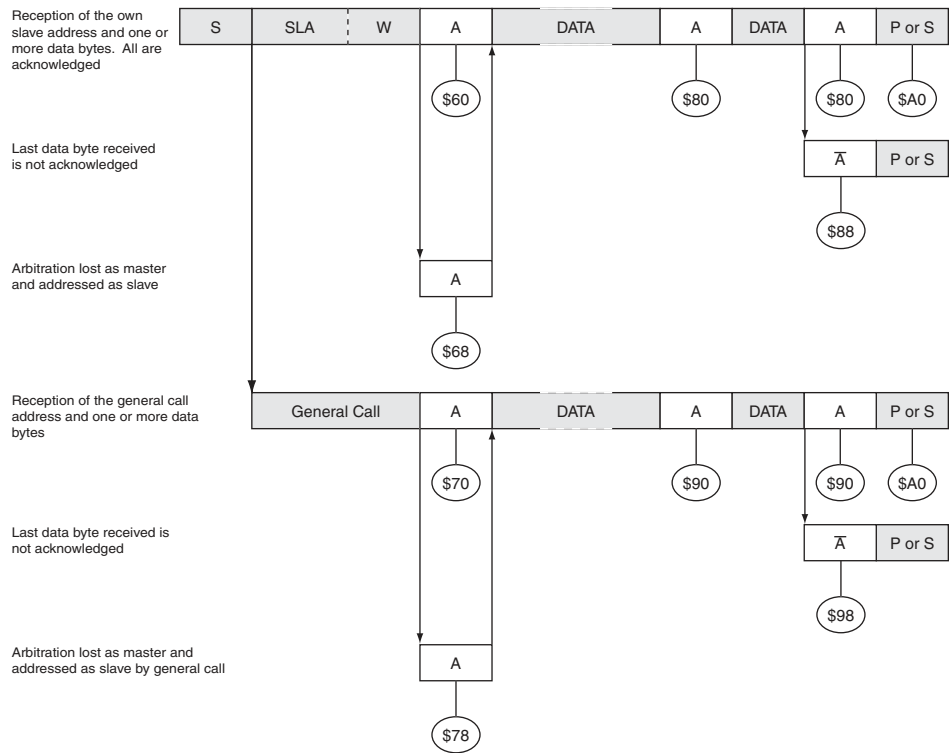 Reception of the own
slave address and one or
more data bytes. All are
acknowledged
S SLA W A DATA A DATA A P or S
$60 $80 $80 $A0
Last data byte received
is not acknowledged
A̅ P or S
$88
Arbitration lost as master
and addressed as slave
A
$68
Reception of the general call
address and one or more data
bytes
General Call A DATA A DATA A P or S
$70 $90 $90 $A0
Last data byte received is
not acknowledged
A̅ P or S
$98
Arbitration lost as master and
addressed as slave by general call
A
$78